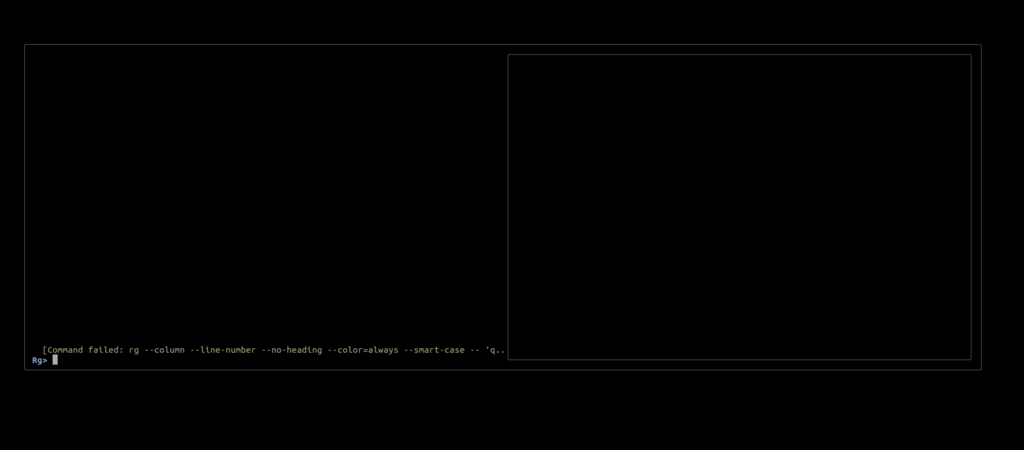 [Command failed: rg --column --line-number --no-heading --color=always --smart-case -- 'q..
Rg>